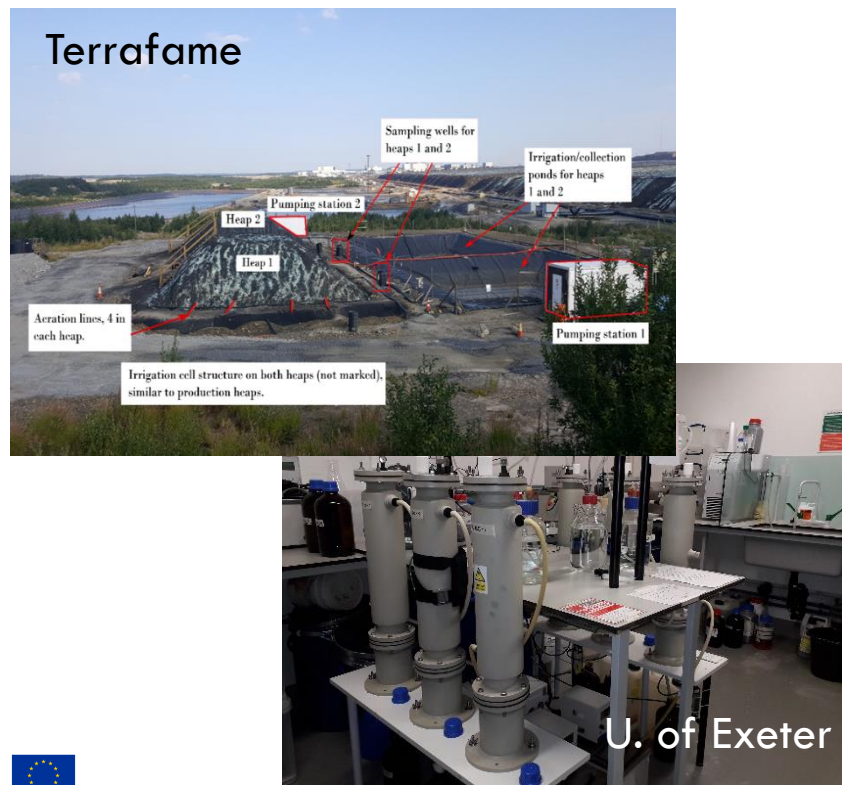 Terrafame
Sampling wells for
heaps 1 and 2
Irrigation/collection
ponds for heaps
1 and 2
Pumping station 2
Heap 2
Heap 1
Aeration lines, 4 in
each heap.
Pumping station 1
Irrigation cell structure on both heaps (not marked),
similar to production heaps.
U. of Exeter